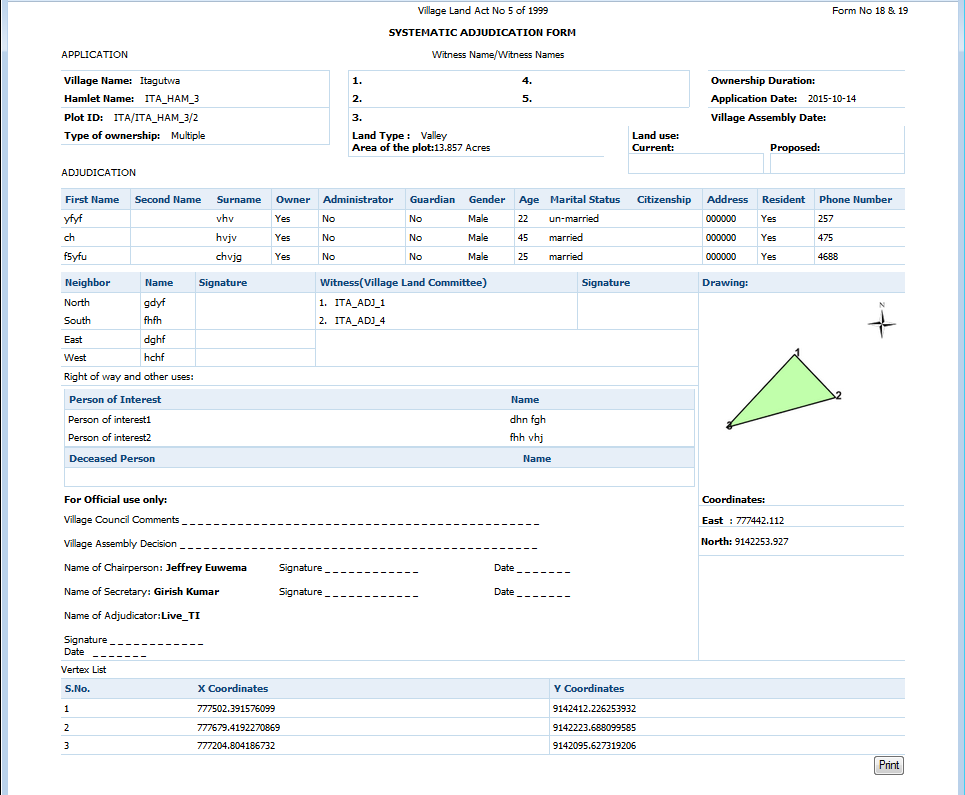 Village Land Act No 5 of 1999
Form No 18 & 19
SYSTEMATIC ADJUDICATION FORM
APPLICATION
Witness Name/Witness Names
Village Name: Itagutwa
Hamlet Name: ITA_HAM_3
Plot ID: ITA/ITA_HAM_3/2
Type of ownership: Multiple
1. 4.
2. 5.
3.
Land Type : Valley
Area of the plot:13.857 Acres
Ownership Duration:
Application Date: 2015-10-14
Village Assembly Date:
Land use:
Current: Proposed:
ADJUDICATION
First Name Second Name Surname Owner Administrator Guardian Gender Age Marital Status Citizenship Address Resident Phone Number
yfyf vhv Yes No No Male 22 un-married 000000 Yes 257
ch hvjv Yes No No Male 45 married 000000 Yes 475
f5yfu chvjg Yes No No Male 25 married 000000 Yes 4688
Neighbor Name Signature Witness(Village Land Committee) Signature Drawing:
North gdyf 1. ITA_ADJ_1
South fhfh 2. ITA_ADJ_4
East dghf
West hchf
N
1
2
3
Right of way and other uses:
Person of Interest Name
Person of interest1 dhn fgh
Person of interest2 fhh vhj
Deceased Person Name
For Official use only:
Village Council Comments
Village Assembly Decision
Name of Chairperson: Jeffrey Euwema Signature Date
Name of Secretary: Girish Kumar Signature Date
Name of Adjudicator:Live_TI
Signature
Date
Coordinates:
East : 777442.112
North: 9142253.927
Vertex List
S.No. X Coordinates Y Coordinates
1 777502.391576099 9142412.226253932
2 777679.4192270869 9142223.688099585
3 777204.804186732 9142095.627319206
Print